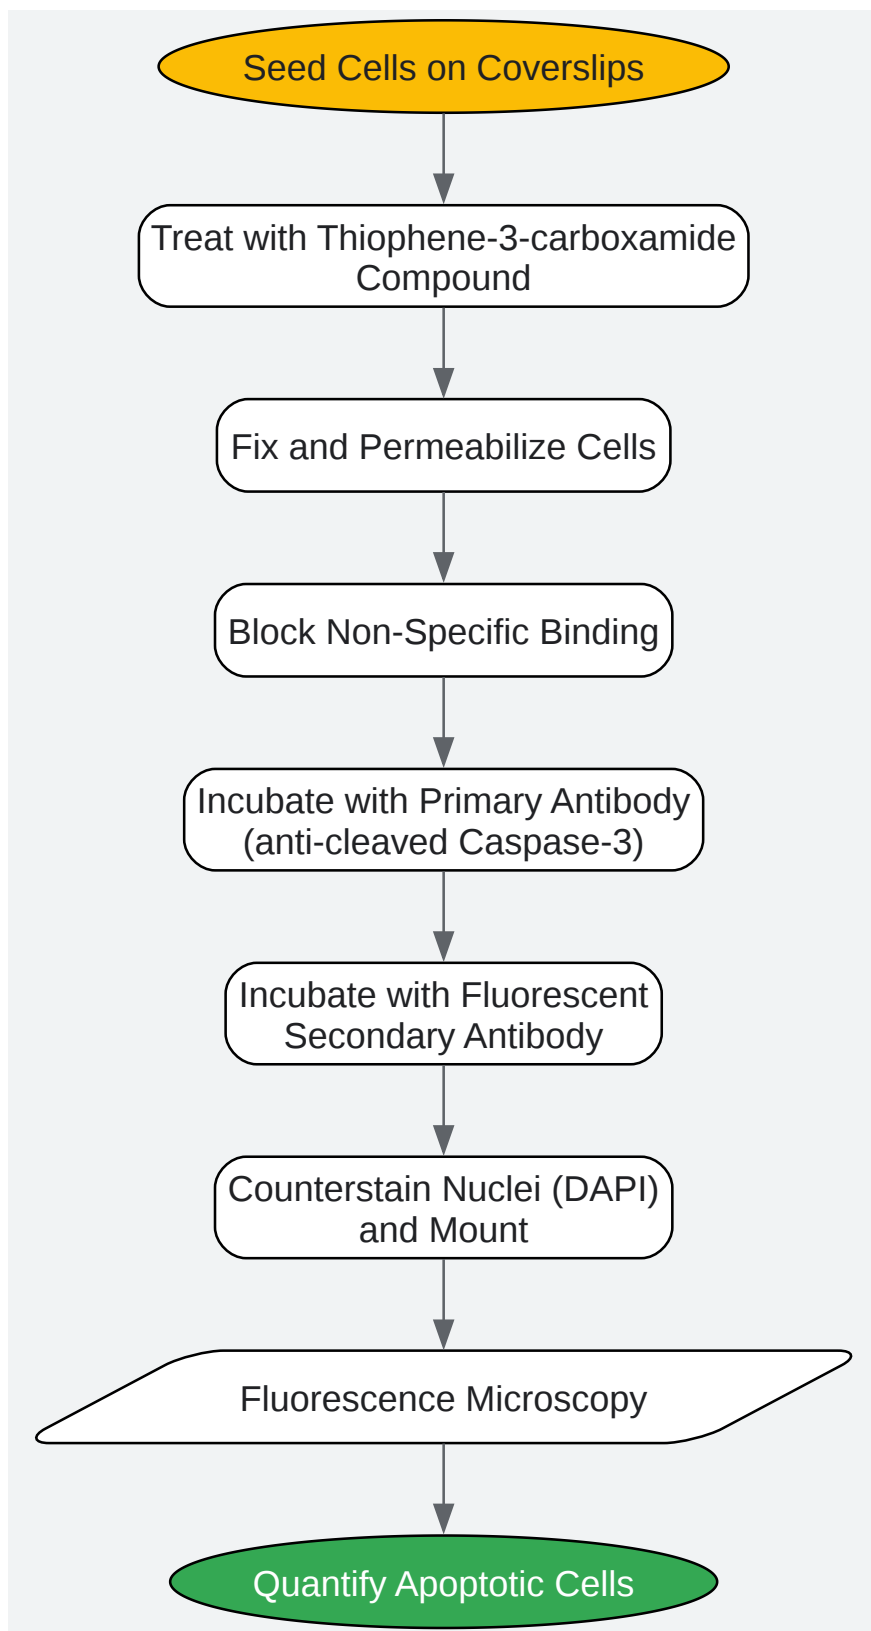 Seed Cells on Coverslips
Treat with Thiophene-3-carboxamide
Compound
Fix and Permeabilize Cells
Block Non-Specific Binding
Incubate with Primary Antibody
(anti-cleaved Caspase-3)
Incubate with Fluorescent
Secondary Antibody
Counterstain Nuclei (DAPI)
and Mount
Fluorescence Microscopy
Quantify Apoptotic Cells